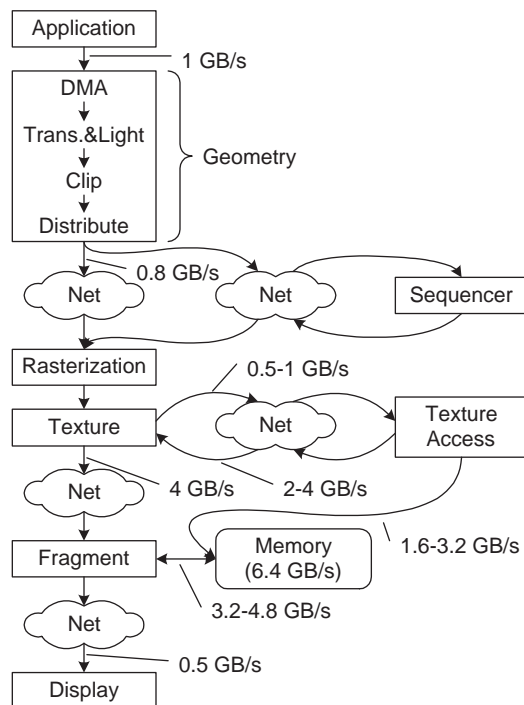 Application
1 GB/s
DMA
Trans.&Light
Geometry
Clip
Distribute
0.8 GB/s
Net
Net
Sequencer
Rasterization
0.5-1 GB/s
Texture
Net
Texture
Access
4 GB/s
2-4 GB/s
Net
1.6-3.2 GB/s
Fragment
Memory
(6.4 GB/s)
3.2-4.8 GB/s
Net
0.5 GB/s
Display